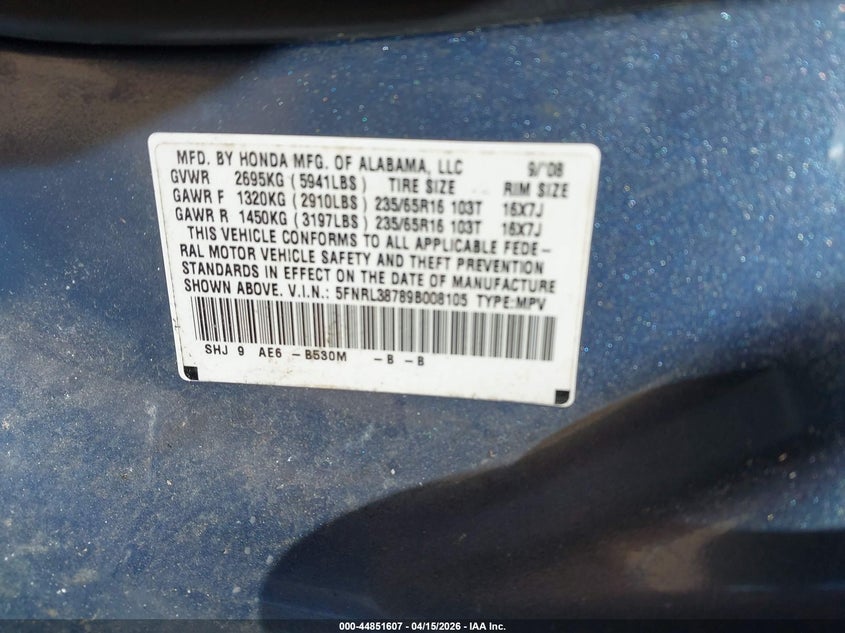 MFD. BY HONDA MFG. OF ALABAMA, LLC 9/'08
GVWR 2695KG (5941LBS) TIRE SIZE RIM SIZE
GAWR F 1320KG (2910LBS) 235/65R16 103T 16X7J
GAWR R 1450KG (3197LBS) 235/65R16 103T 16X7J
THIS VEHICLE CONFORMS TO ALL APPLICABLE FEDE-
RAL MOTOR VEHICLE SAFETY AND THEFT PREVENTION
STANDARDS IN EFFECT ON THE DATE OF MANUFACTURE
SHOWN ABOVE. V.I.N.: 5FNRL38789B008105 TYPE:MPV
SHJ 9 AE6 -B530M -B -B
000-44851607 - 04/15/2026 - IAA Inc.